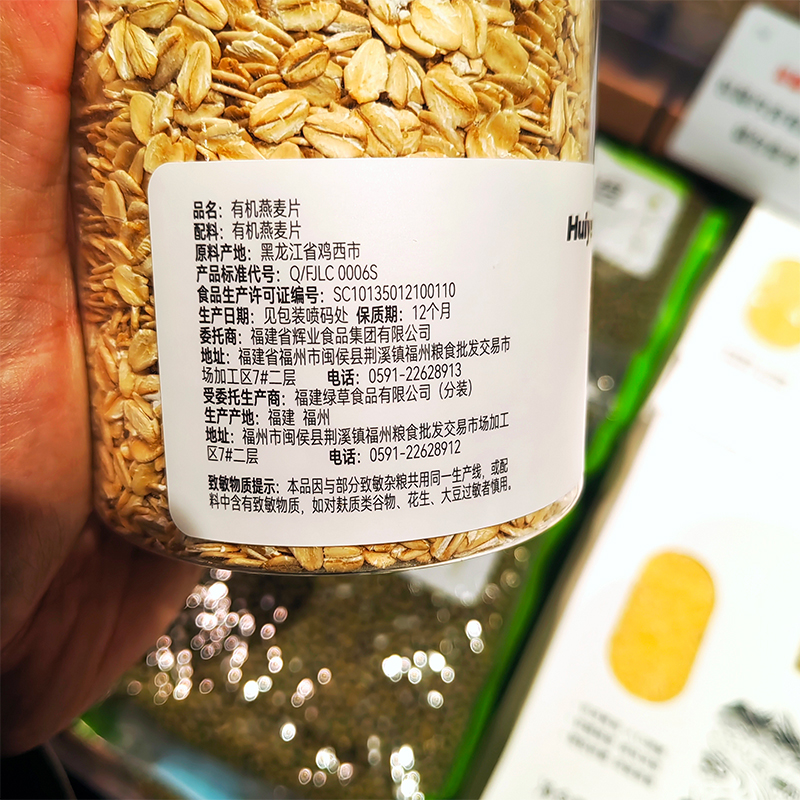 品名：有机燕麦片
配料：有机燕麦片
原料产地：黑龙江省鸡西市
产品标准代号：Q/FJLC 0006S
食品生产许可证编号：SC10135012100110
生产日期：见包装喷码处 保质期：12个月
委托商：福建省辉业食品集团有限公司
地址：福建省福州市闽侯县荆溪镇福州粮食批发交易市
场加工区7#二层 电话：0591-22628913
受委托生产商：福建绿草食品有限公司（分装）
生产产地：福建 福州
地址：福州市闽侯县荆溪镇福州粮食批发交易市场加工
区7#二层 电话：0591-22628912
致敏物质提示：本品因与部分致敏杂粮共用同一生产线，或配
料中含有致敏物质，如对麸质类谷物、花生、大豆过敏者慎用。